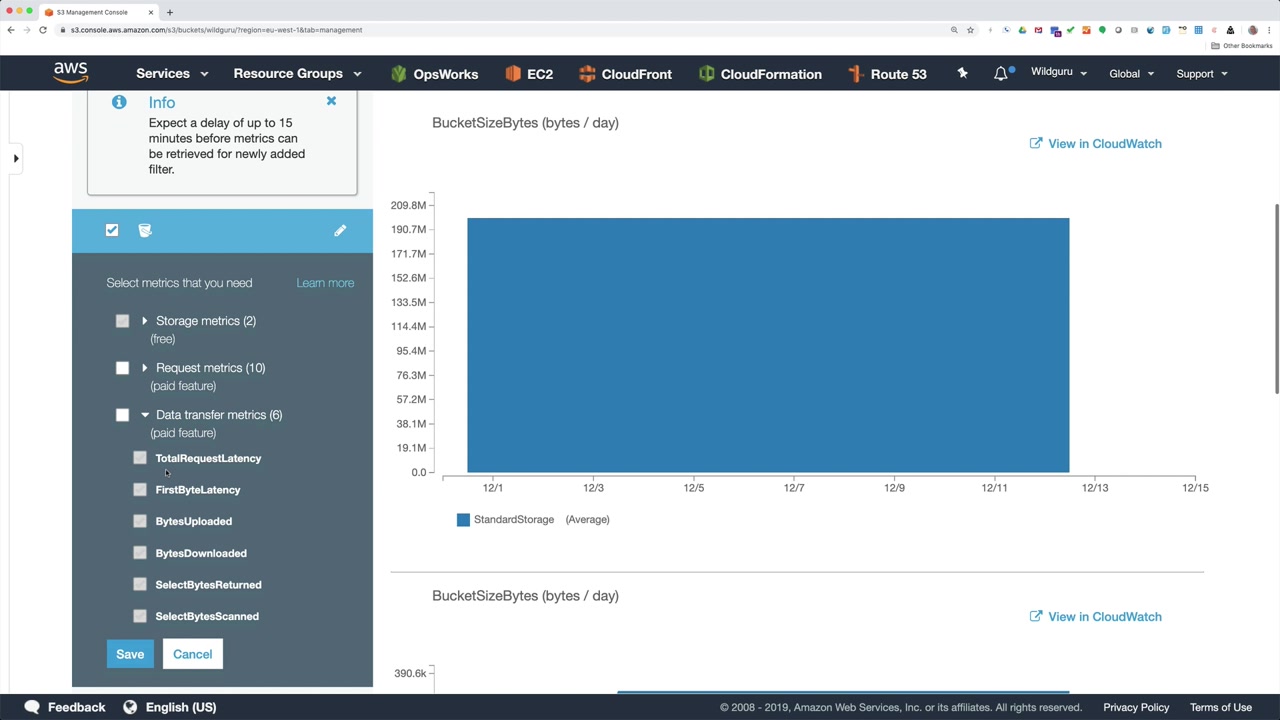 S3 Management Console
s3.console.aws.amazon.com/s3/buckets/wildguru/?region=eu-west-1&tab=management
Other Bookmarks
aws
Services
Resource Groups
OpsWorks
EC2
CloudFront
CloudFormation
Route 53
Wildguru
Global
Support
Info
Expect a delay of up to 15
minutes before metrics can
be retrieved for newly added
filter.
Select metrics that you need
Learn more
Storage metrics (2)
(free)
Request metrics (10)
(paid feature)
Data transfer metrics (6)
(paid feature)
TotalRequestLatency
FirstByteLatency
BytesUploaded
BytesDownloaded
SelectBytesReturned
SelectBytesScanned
Save
Cancel
BucketSizeBytes (bytes / day)
View in CloudWatch
209.8M
190.7M
171.7M
152.6M
133.5M
114.4M
95.4M
76.3M
57.2M
38.1M
19.1M
0.0
12/1
12/3
12/5
12/7
12/9
12/11
12/13
12/15
StandardStorage (Average)
BucketSizeBytes (bytes / day)
View in CloudWatch
390.6k
Feedback
English (US)
© 2008 - 2019, Amazon Web Services, Inc. or its affiliates. All rights reserved.
Privacy Policy
Terms of Use